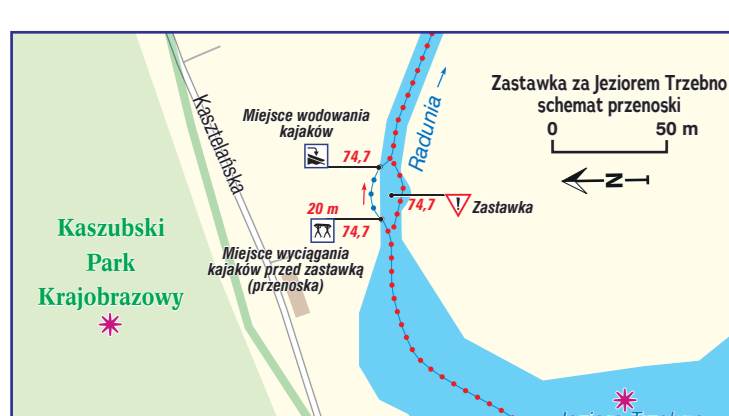 Zastawka za Jeziorem Trzebno
schemat przenoski
0 50 m
N
Radunia
Kasztelańska
Miejsce wodowania
kajaków
74,7
74,7
Zastawka
20 m
74,7
Miejsce wyciągania
kajaków przed zastawką
(przenoska)
Kaszubski
Park
Krajobrazowy